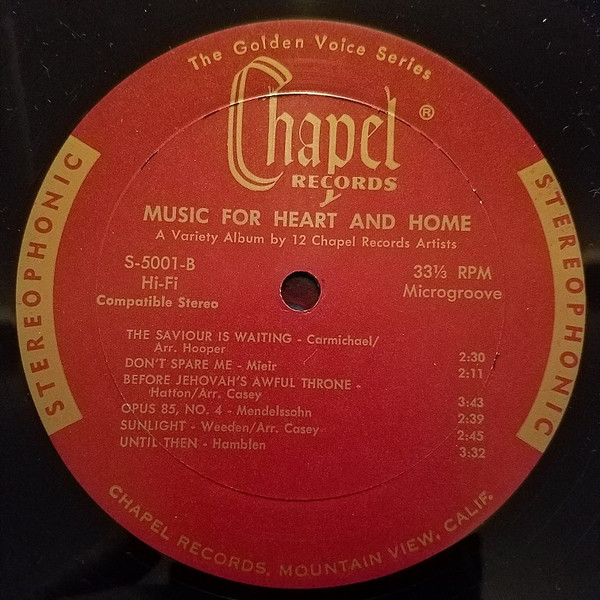 The Golden Voice Series
Chapel ®
RECORDS
MUSIC FOR HEART AND HOME
A Variety Album by 12 Chapel Records Artists
S-5001-B
Hi-Fi
Compatible Stereo
33⅓ RPM
Microgroove
STEREOPHONIC
STEREOPHONIC
THE SAVIOUR IS WAITING - Carmichael/
Arr. Hooper 2:30
DON'T SPARE ME - Mieir 2:11
BEFORE JEHOVAH'S AWFUL THRONE -
Hatton/Arr. Casey 3:43
OPUS 85, NO. 4 - Mendelssohn 2:39
SUNLIGHT - Weeden/Arr. Casey 2:45
UNTIL THEN - Hamblen 3:32
CHAPEL RECORDS, MOUNTAIN VIEW, CALIF.